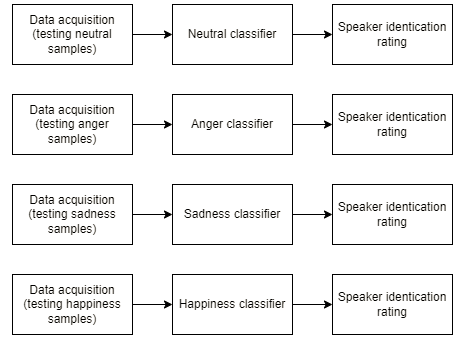 Data acquisition
(testing neutral
samples)
Neutral classifier
Speaker identication
rating
Data acquisition
(testing anger
samples)
Anger classifier
Speaker identication
rating
Data acquisition
(testing sadness
samples)
Sadness classifier
Speaker identication
rating
Data acquisition
(testing happiness
samples)
Happiness classifier
Speaker identication
rating